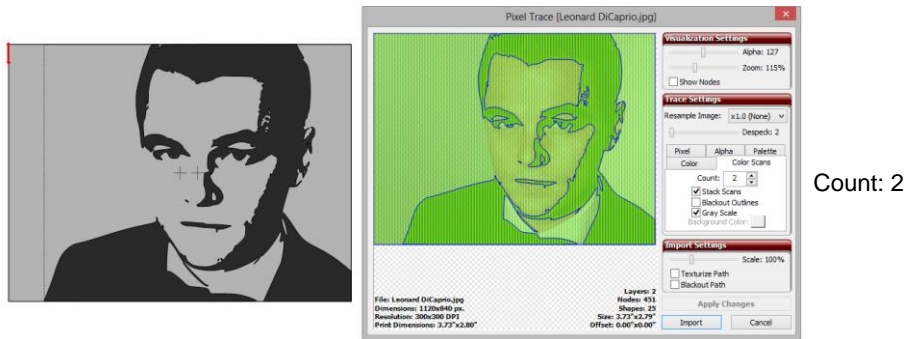 Pixel Trace [Leonard DiCaprio.jpg]
Visualization Settings
Alpha: 127
Zoom: 115%
Show Nodes
Trace Settings
Resample Image: x1.0 (None)
Despeck: 2
Pixel Alpha Palette
Color Color Scans
Count: 2
Stack Scans
Blackout Outlines
Gray Scale
Background Color:
Import Settings
Scale: 100%
Texturize Path
Blackout Path
Apply Changes
Import Cancel
File: Leonard DiCaprio.jpg
Dimensions: 1120x840 px.
Resolution: 300x300 DPI
Print Dimensions: 3.73"x2.80"
Layers: 2
Nodes: 451
Shapes: 25
Size: 3.73"x2.79"
Offset: 0.00"x0.00"
Count: 2